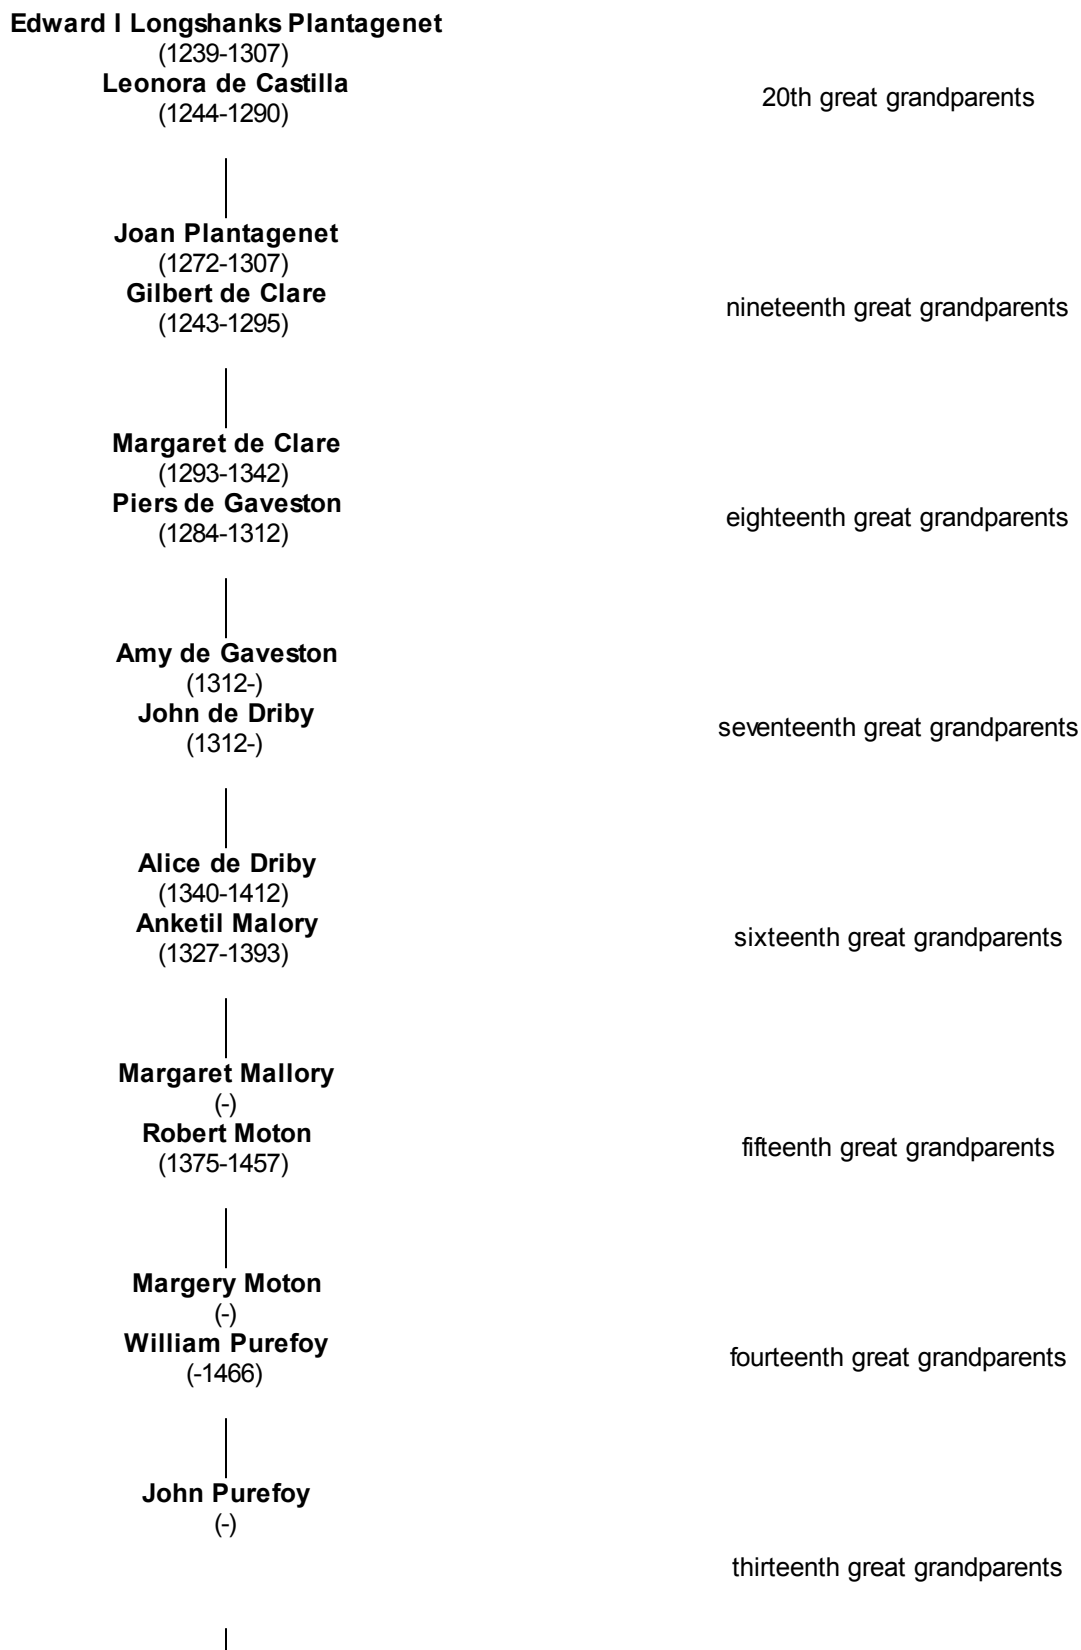 Edward I Longshanks Plantagenet
(1239-1307)
Leonora de Castilla
(1244-1290)
20th great grandparents
Joan Plantagenet
(1272-1307)
Gilbert de Clare
(1243-1295)
nineteenth great grandparents
Margaret de Clare
(1293-1342)
Piers de Gaveston
(1284-1312)
eighteenth great grandparents
Amy de Gaveston
(1312-)
John de Driby
(1312-)
seventeenth great grandparents
Alice de Driby
(1340-1412)
Anketil Malory
(1327-1393)
sixteenth great grandparents
Margaret Mallory
(-)
Robert Moton
(1375-1457)
fifteenth great grandparents
Margery Moton
(-)
William Purefoy
(-1466)
fourteenth great grandparents
John Purefoy
(-)
thirteenth great grandparents